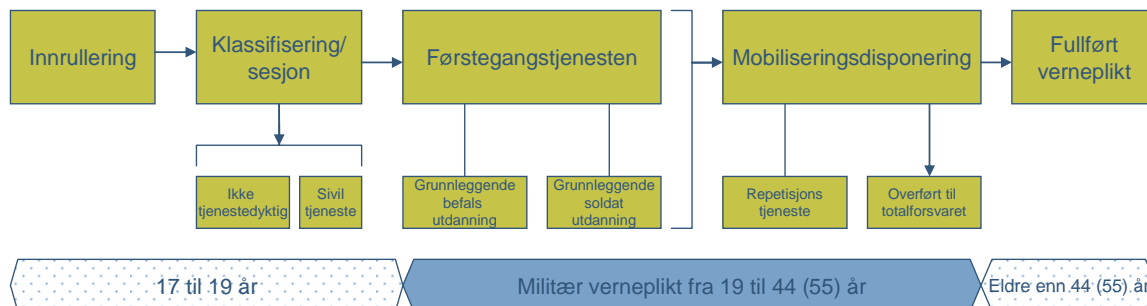 Innrullering
Klassifisering/
sesjon
Førstegangstjenesten
Mobiliseringsdisponering
Fullført
verneplikt
Ikke
tjenestedyktig
Sivil
tjeneste
Grunnleggende
befals
utdanning
Grunnleggende
soldat
utdanning
Repetisjons
tjeneste
Overført til
totalforsvaret
17 til 19 år
Militær verneplikt fra 19 til 44 (55) år
Eldre enn 44 (55) år